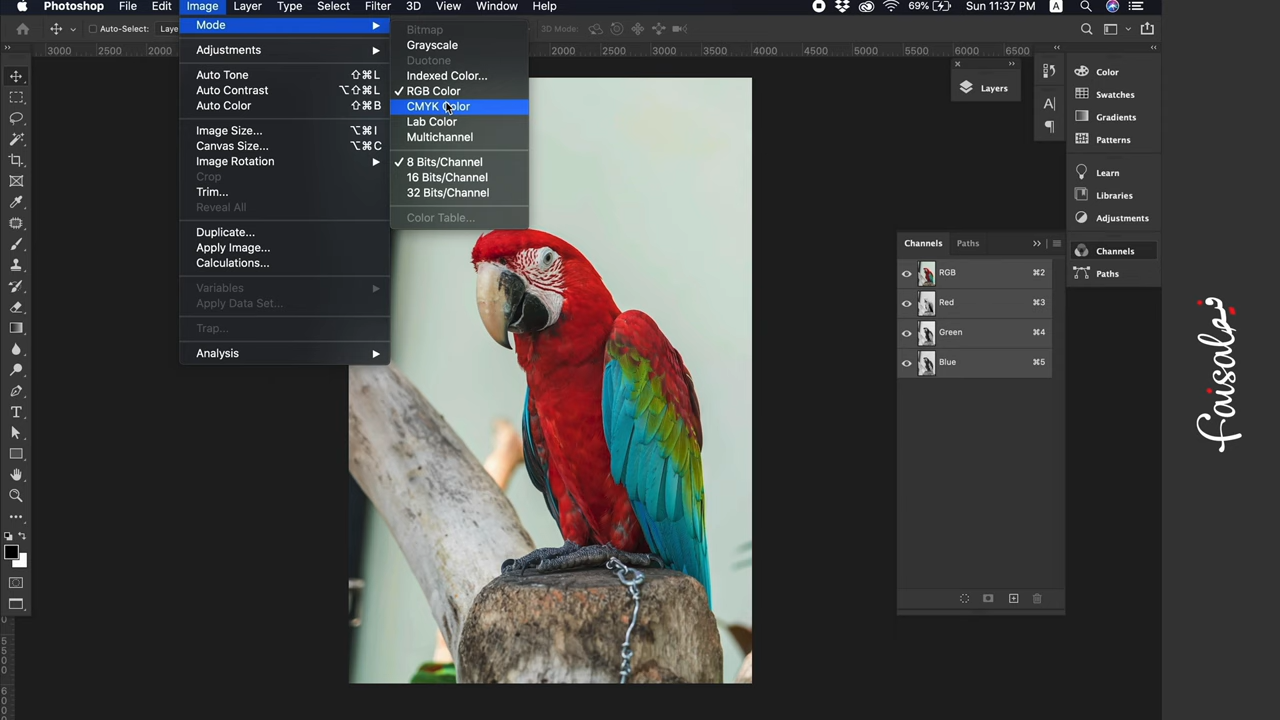 Photoshop File Edit Image Layer Type Select Filter 3D View Window Help 69% Sun 11:37 PM A
Auto-Select: Laye 3D Mode:
3000 2500 2000 2000 2500 3000 3500 4000 4500 5000 5500 6000 6500
Mode
Adjustments
Auto Tone ⇧⌘L
Auto Contrast ⌥⇧⌘L
Auto Color ⇧⌘B
Image Size... ⌥⌘I
Canvas Size... ⌥⌘C
Image Rotation
Crop
Trim...
Reveal All
Duplicate...
Apply Image...
Calculations...
Variables
Apply Data Set...
Trap...
Analysis
Bitmap
Grayscale
Duotone
Indexed Color...
✓ RGB Color
CMYK Color
Lab Color
Multichannel
✓ 8 Bits/Channel
16 Bits/Channel
32 Bits/Channel
Color Table...
Layers
Channels Paths
RGB ⌘2
Red ⌘3
Green ⌘4
Blue ⌘5
Color
Swatches
Gradients
Patterns
Learn
Libraries
Adjustments
Channels
Paths